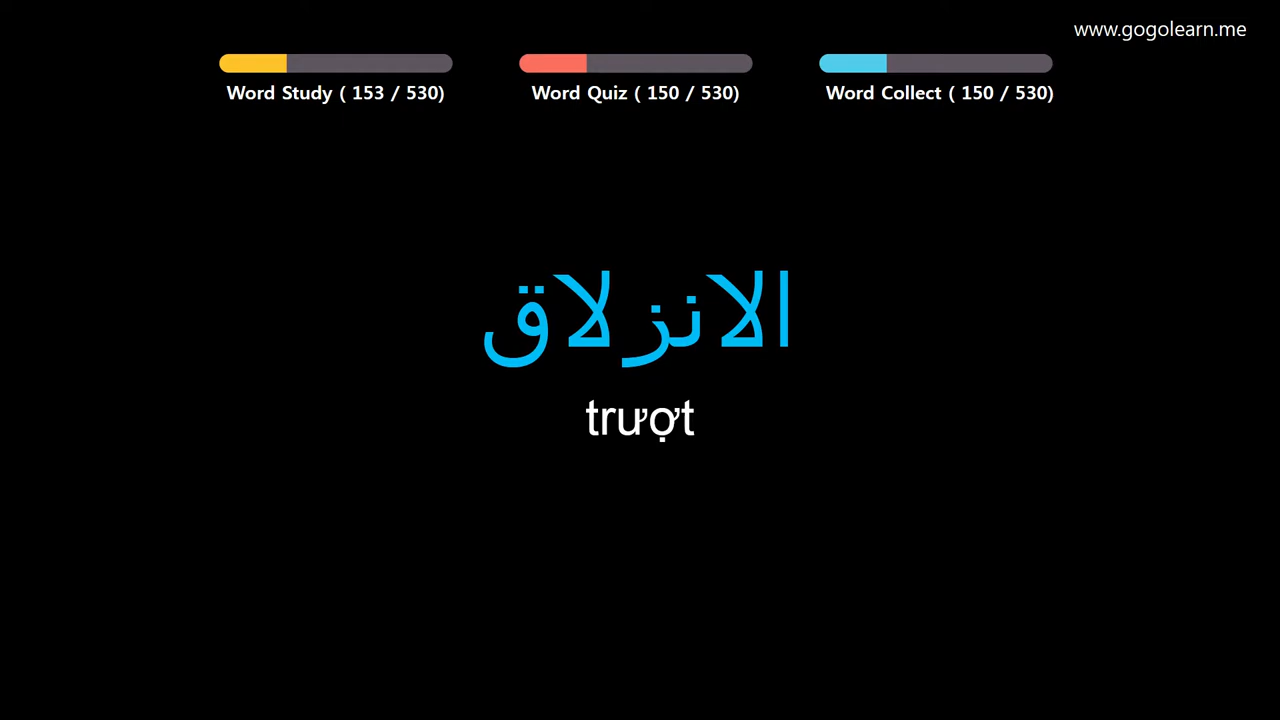 www.gogolearn.me
Word Study ( 153 / 530)
Word Quiz ( 150 / 530)
Word Collect ( 150 / 530)
الانزلاق
trượt